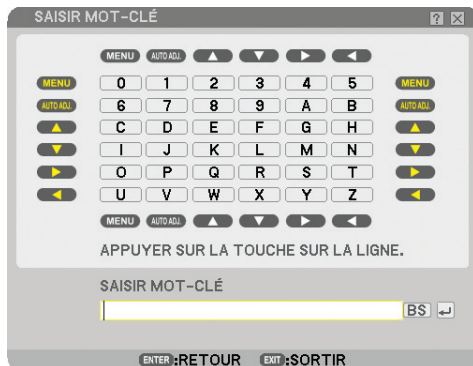 SAISIR MOT-CLÉ
MENU AUTO ADJ.
MENU 0 1 2 3 4 5 MENU
AUTO ADJ. 6 7 8 9 A B AUTO ADJ.
C D E F G H
I J K L M N
O P Q R S T
U V W X Y Z
MENU AUTO ADJ.
APPUYER SUR LA TOUCHE SUR LA LIGNE.
SAISIR MOT-CLÉ
BS
ENTER :RETOUR EXIT :SORTIR